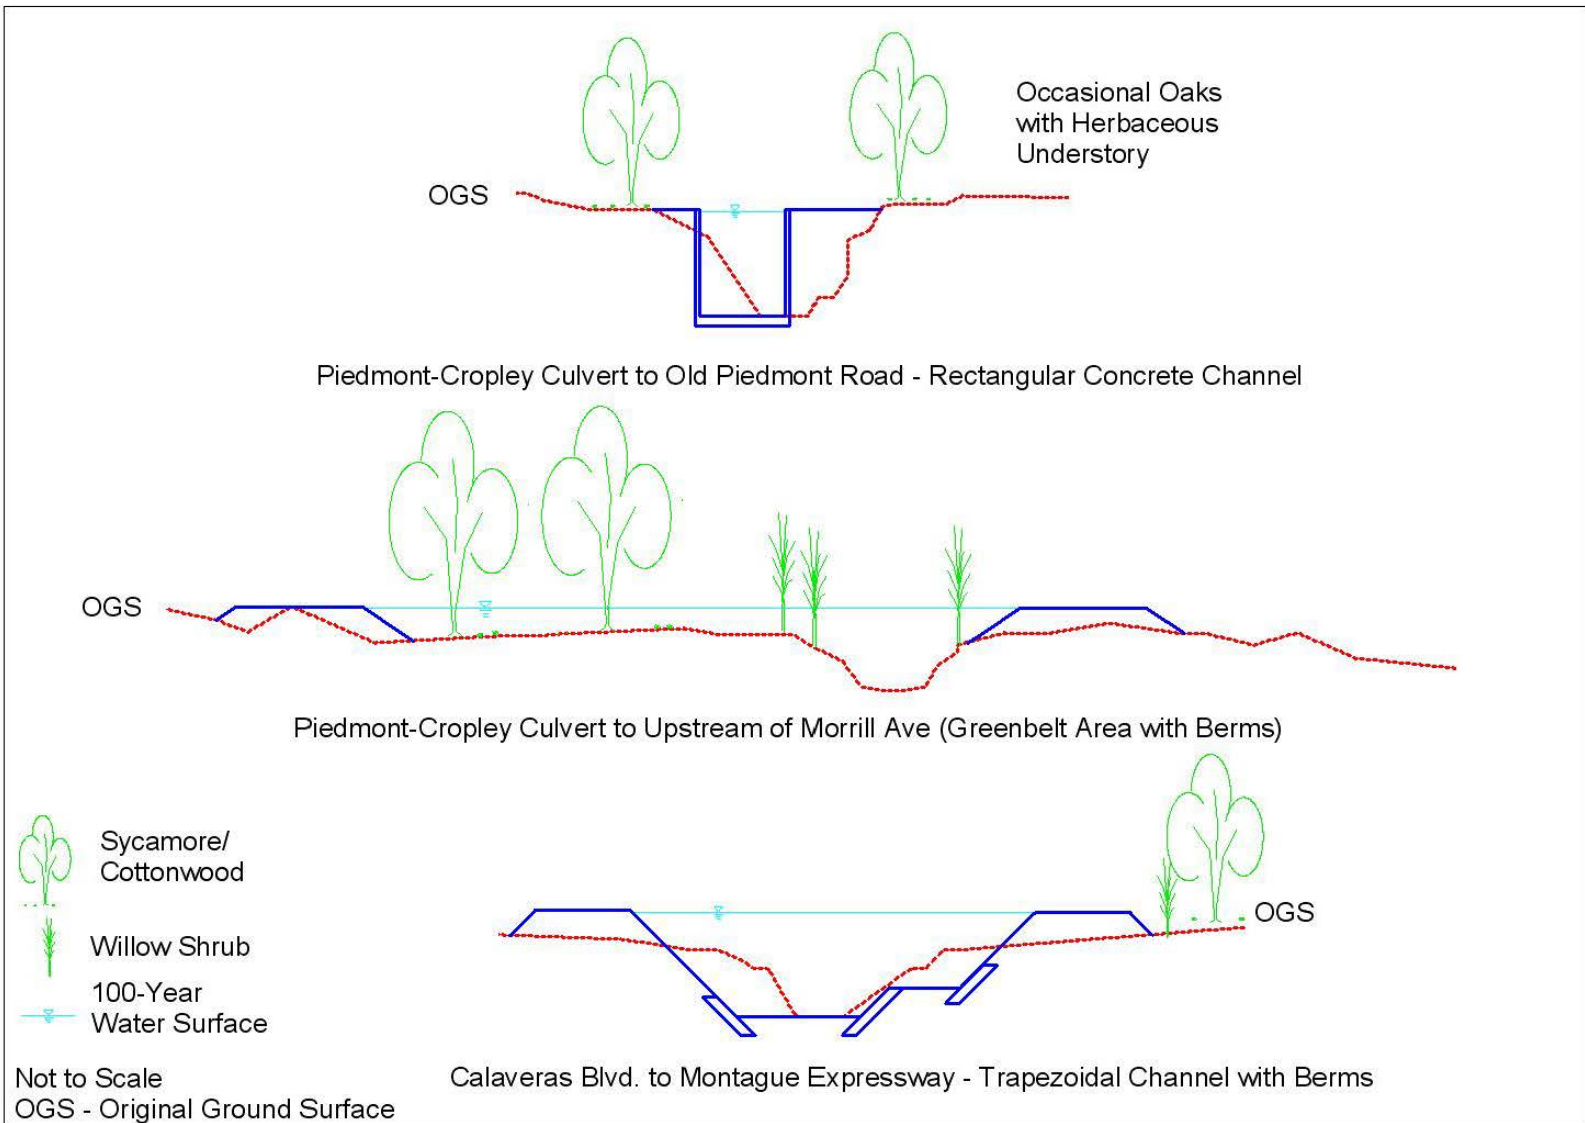 Occasional Oaks
with Herbaceous
Understory
OGS
Piedmont-Cropley Culvert to Old Piedmont Road - Rectangular Concrete Channel
OGS
Piedmont-Cropley Culvert to Upstream of Morrill Ave (Greenbelt Area with Berms)
Sycamore/
Cottonwood
Willow Shrub
100-Year
Water Surface
OGS
Calaveras Blvd. to Montague Expressway - Trapezoidal Channel with Berms
Not to Scale
OGS - Original Ground Surface